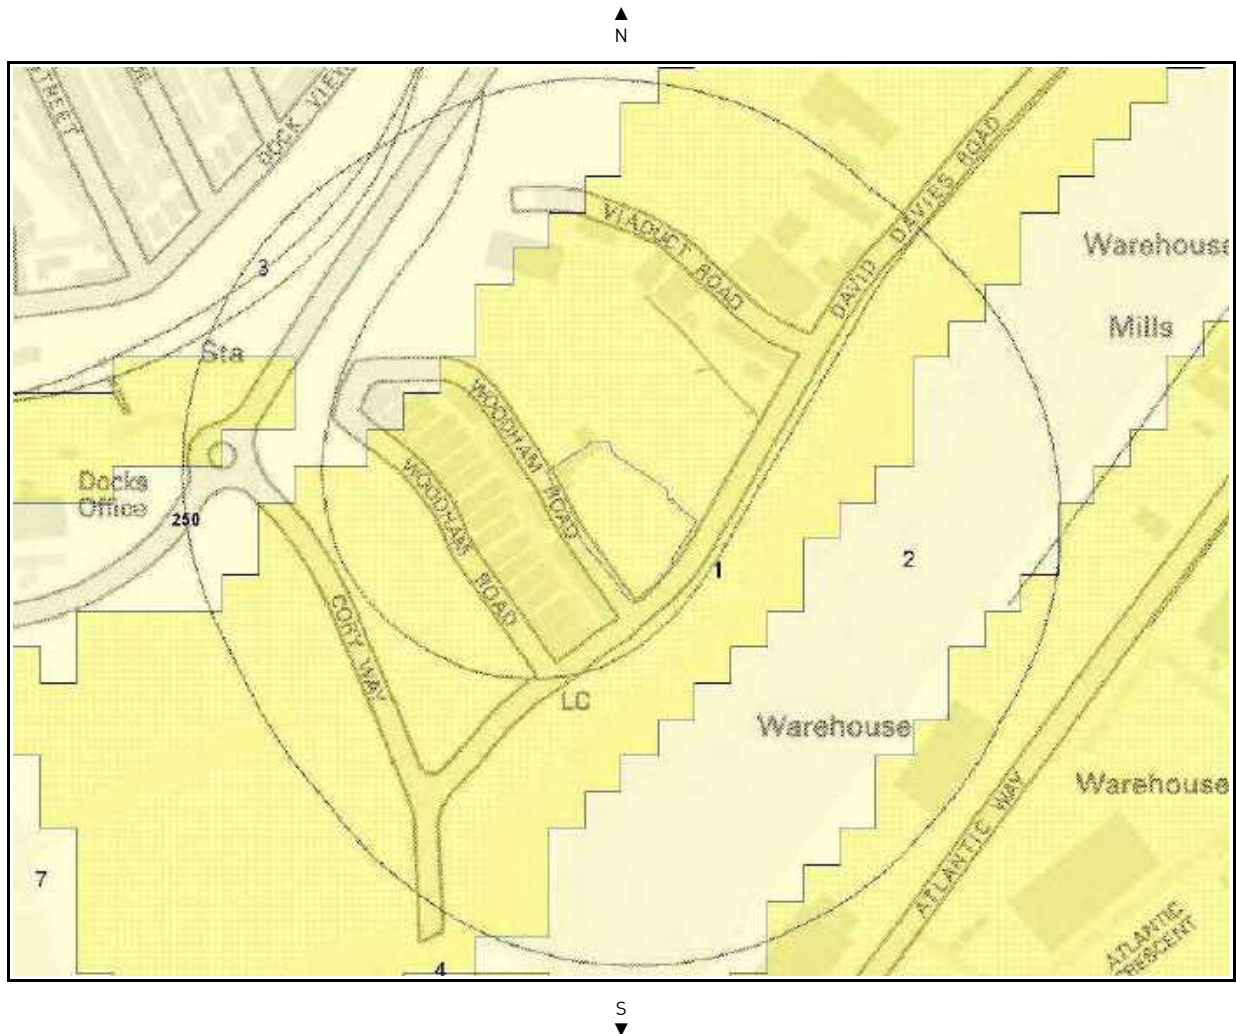 N
STREET
DOCK VIEW
DAVIES ROAD
VIADUCT ROAD
DAVID
Warehouse
3
Mills
Sta
WOODHAM ROAD
Docks
Office
WOODHAM ROAD
250
2
1
CORY WAY
LC
Warehouse
Warehouse
ATLANTIC WAY
7
ATLANTIC
CRESCENT
4
S